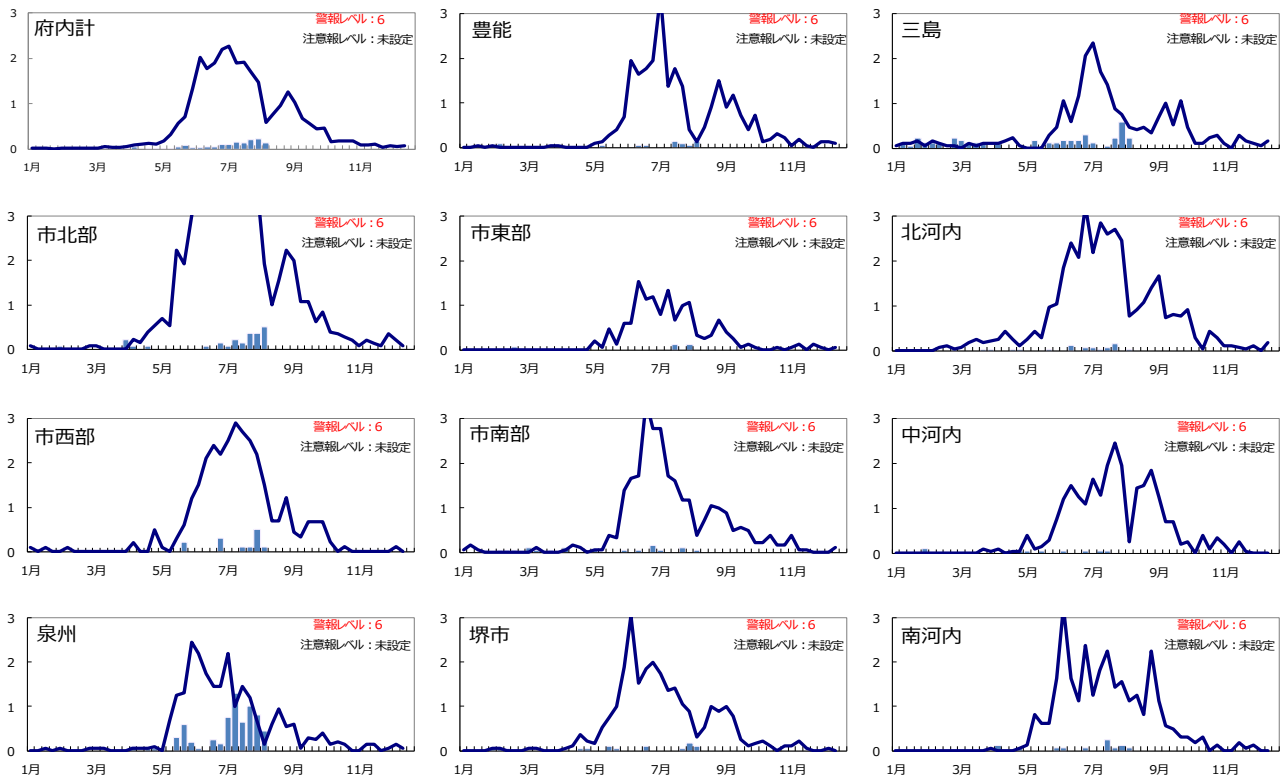 府内計
警報レベル：6
注意報レベル：未設定
3
2
1
0
1月 3月 5月 7月 9月 11月
豊能
警報レベル：6
注意報レベル：未設定
3
2
1
0
1月 3月 5月 7月 9月 11月
三島
警報レベル：6
注意報レベル：未設定
3
2
1
0
1月 3月 5月 7月 9月 11月
市北部
警報レベル：6
注意報レベル：未設定
3
2
1
0
1月 3月 5月 7月 9月 11月
市東部
警報レベル：6
注意報レベル：未設定
3
2
1
0
1月 3月 5月 7月 9月 11月
北河内
警報レベル：6
注意報レベル：未設定
3
2
1
0
1月 3月 5月 7月 9月 11月
市西部
警報レベル：6
注意報レベル：未設定
3
2
1
0
1月 3月 5月 7月 9月 11月
市南部
警報レベル：6
注意報レベル：未設定
3
2
1
0
1月 3月 5月 7月 9月 11月
中河内
警報レベル：6
注意報レベル：未設定
3
2
1
0
1月 3月 5月 7月 9月 11月
泉州
警報レベル：6
注意報レベル：未設定
3
2
1
0
1月 3月 5月 7月 9月 11月
堺市
警報レベル：6
注意報レベル：未設定
3
2
1
0
1月 3月 5月 7月 9月 11月
南河内
警報レベル：6
注意報レベル：未設定
3
2
1
0
1月 3月 5月 7月 9月 11月